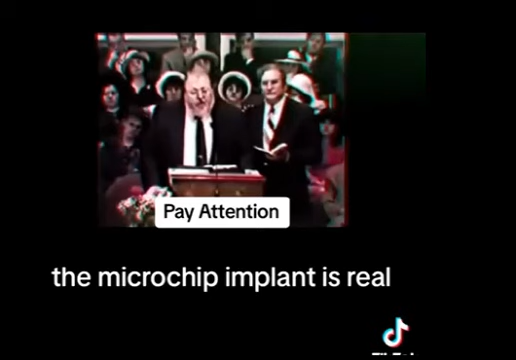 Pay Attention
the microchip implant is real